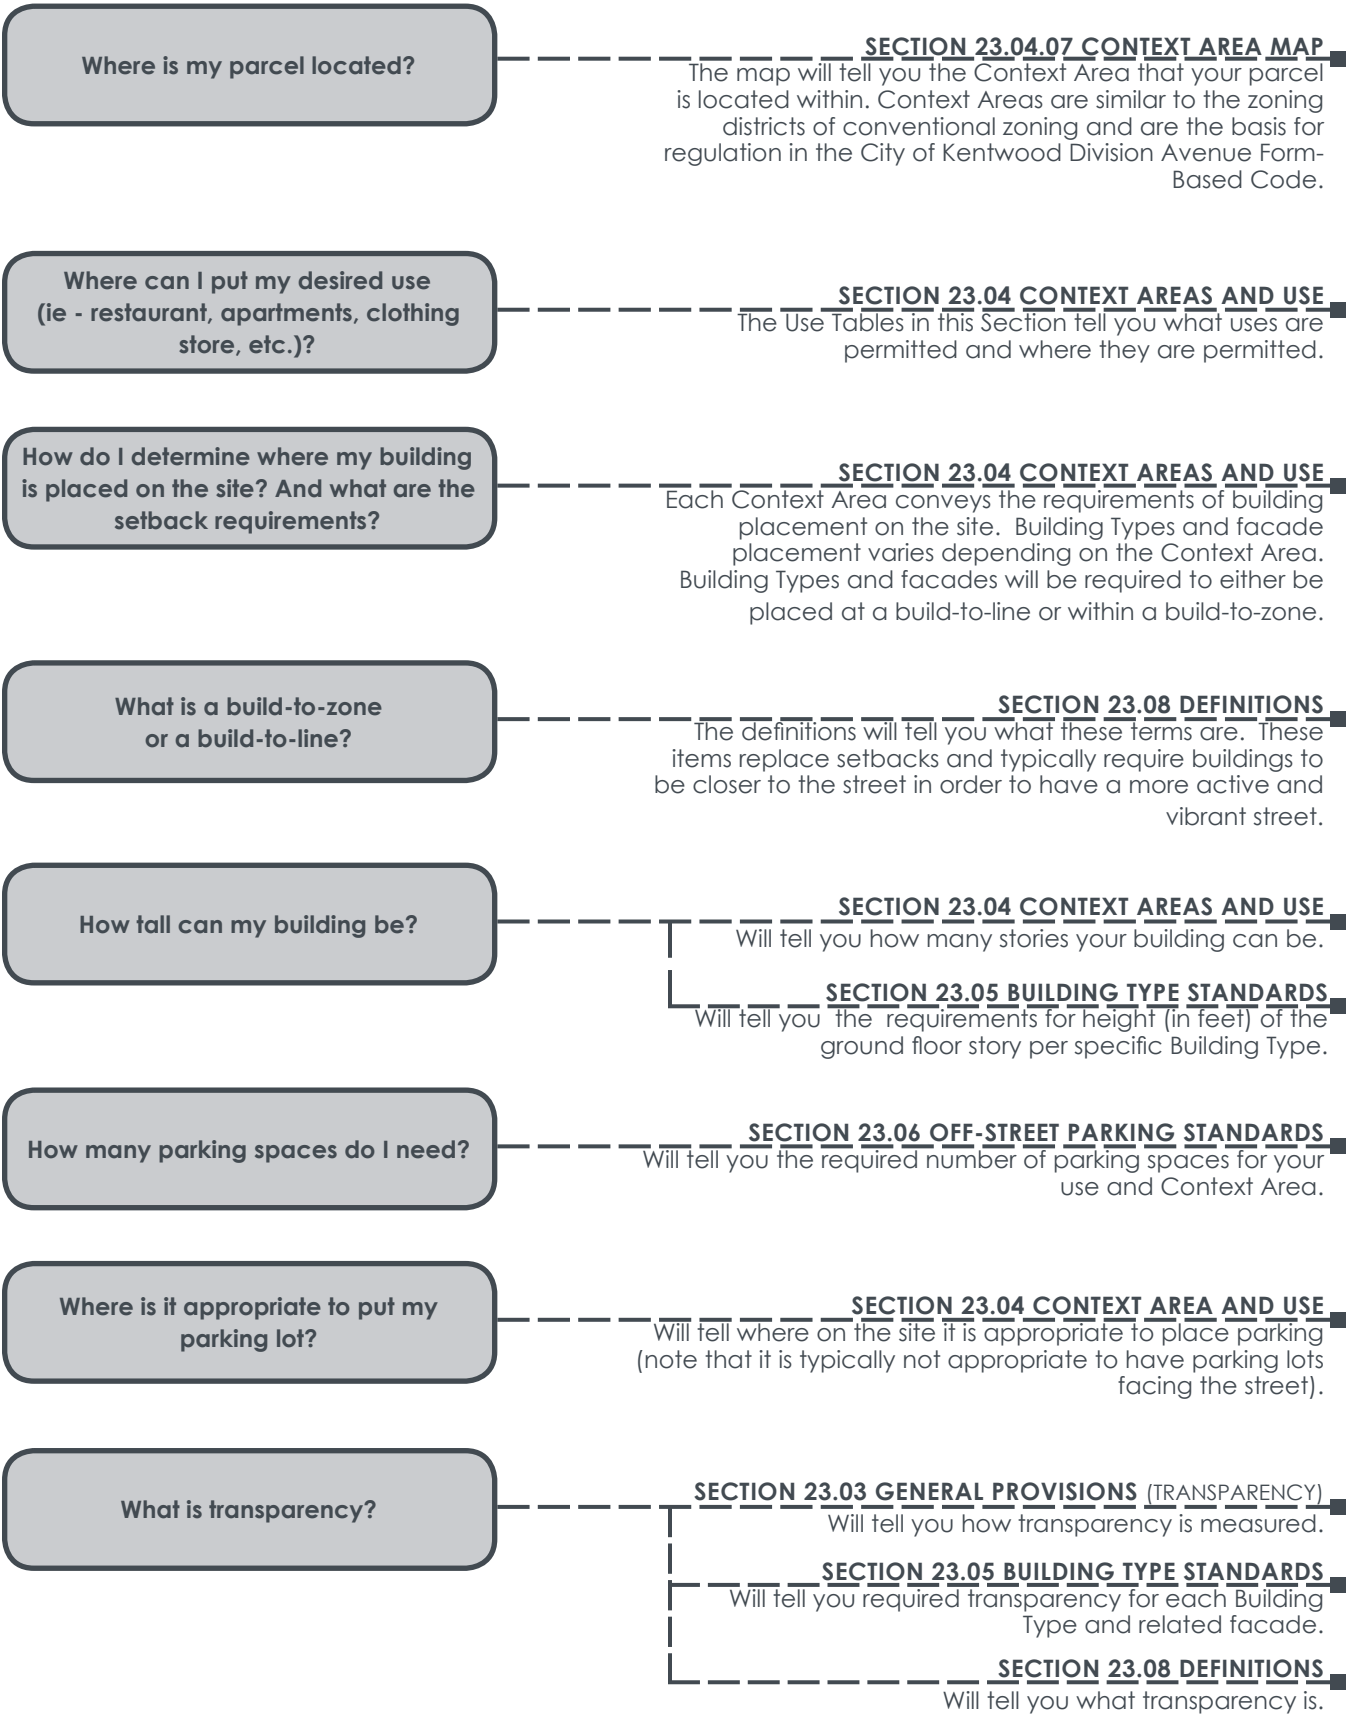 Where is my parcel located?
SECTION 23.04.07 CONTEXT AREA MAP
The map will tell you the Context Area that your parcel
is located within. Context Areas are similar to the zoning
districts of conventional zoning and are the basis for
regulation in the City of Kentwood Division Avenue Form-
Based Code.
Where can I put my desired use
(ie - restaurant, apartments, clothing
store, etc.)?
SECTION 23.04 CONTEXT AREAS AND USE
The Use Tables in this Section tell you what uses are
permitted and where they are permitted.
How do I determine where my building
is placed on the site? And what are the
setback requirements?
SECTION 23.04 CONTEXT AREAS AND USE
Each Context Area conveys the requirements of building
placement on the site.  Building Types and facade
placement varies depending on the Context Area.
Building Types and facades will be required to either be
placed at a build-to-line or within a build-to-zone.
What is a build-to-zone
or a build-to-line?
SECTION 23.08 DEFINITIONS
The definitions will tell you what these terms are.  These
items replace setbacks and typically require buildings to
be closer to the street in order to have a more active and
vibrant street.
How tall can my building be?
SECTION 23.04 CONTEXT AREAS AND USE
Will tell you how many stories your building can be.
SECTION 23.05 BUILDING TYPE STANDARDS
Will tell you  the  requirements for height (in feet) of the
ground floor story per specific Building Type.
How many parking spaces do I need?
SECTION 23.06 OFF-STREET PARKING STANDARDS
Will tell you the required number of parking spaces for your
use and Context Area.
Where is it appropriate to put my
parking lot?
SECTION 23.04 CONTEXT AREA AND USE
Will tell where on the site it is appropriate to place parking
(note that it is typically not appropriate to have parking lots
facing the street).
What is transparency?
SECTION 23.03 GENERAL PROVISIONS (TRANSPARENCY)
Will tell you how transparency is measured.
SECTION 23.05 BUILDING TYPE STANDARDS
Will tell you required transparency for each Building
Type and related facade.
SECTION 23.08 DEFINITIONS
Will tell you what transparency is.